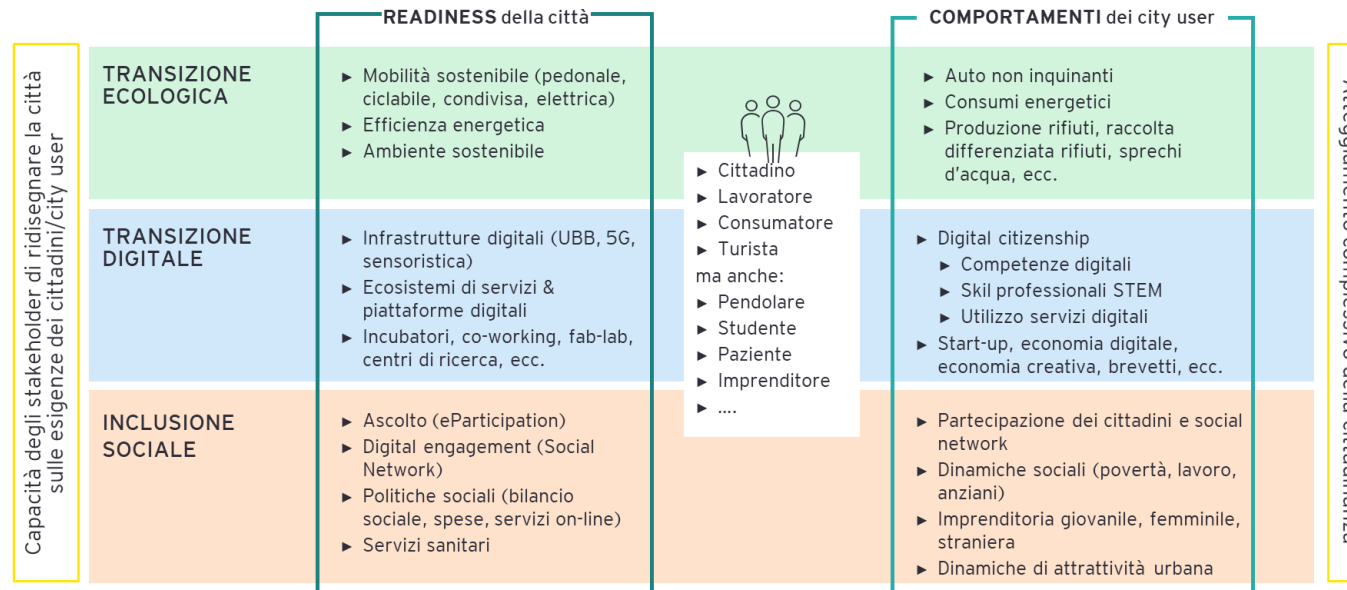 READINESS della città
COMPORTAMENTI dei city user
Capacità degli stakeholder di ridisegnare la città
sulle esigenze dei cittadini/city user
TRANSIZIONE
ECOLOGICA
► Mobilità sostenibile (pedonale,
ciclabile, condivisa, elettrica)
► Efficienza energetica
► Ambiente sostenibile
► Auto non inquinanti
► Consumi energetici
► Produzione rifiuti, raccolta
differenziata rifiuti, sprechi
d'acqua, ecc.
► Cittadino
► Lavoratore
► Consumatore
► Turista
ma anche:
► Pendolare
► Studente
► Paziente
► Imprenditore
► ....
TRANSIZIONE
DIGITALE
► Infrastrutture digitali (UBB, 5G,
sensoristica)
► Ecosistemi di servizi &
piattaforme digitali
► Incubatori, co-working, fab-lab,
centri di ricerca, ecc.
► Digital citizenship
► Competenze digitali
► Skil professionali STEM
► Utilizzo servizi digitali
► Start-up, economia digitale,
economia creativa, brevetti, ecc.
INCLUSIONE
SOCIALE
► Ascolto (eParticipation)
► Digital engagement (Social
Network)
► Politiche sociali (bilancio
sociale, spese, servizi on-line)
► Servizi sanitari
► Partecipazione dei cittadini e social
network
► Dinamiche sociali (povertà, lavoro,
anziani)
► Imprenditoria giovanile, femminile,
straniera
► Dinamiche di attrattività urbana